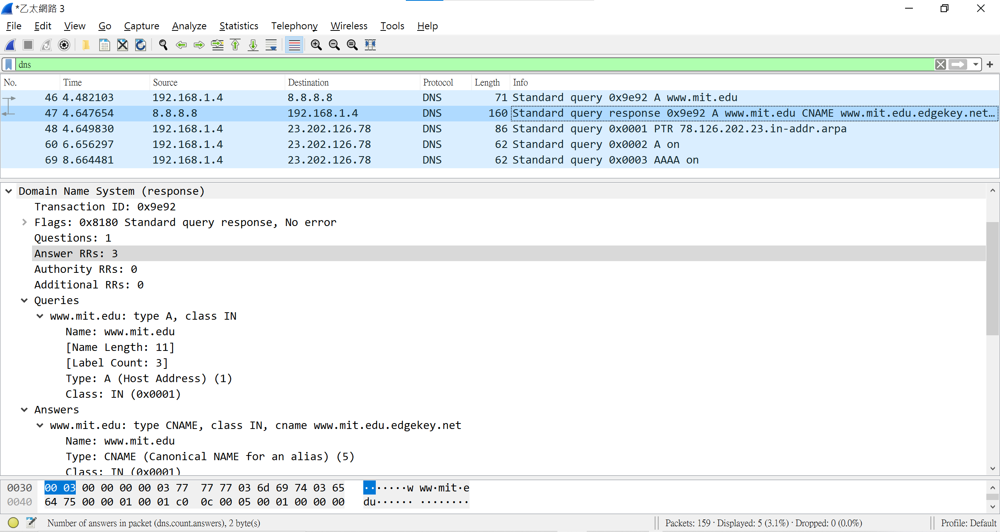 *乙太網路 3
File Edit View Go Capture Analyze Statistics Telephony Wireless Tools Help
dns
No. Time Source Destination Protocol Length Info
46 4.482103 192.168.1.4 8.8.8.8 DNS 71 Standard query 0x9e92 A www.mit.edu
47 4.647654 8.8.8.8 192.168.1.4 DNS 160 Standard query response 0x9e92 A www.mit.edu CNAME www.mit.edu.edgekey.net…
48 4.649830 192.168.1.4 23.202.126.78 DNS 86 Standard query 0x0001 PTR 78.126.202.23.in-addr.arpa
60 6.656297 192.168.1.4 23.202.126.78 DNS 62 Standard query 0x0002 A on
69 8.664481 192.168.1.4 23.202.126.78 DNS 62 Standard query 0x0003 AAAA on
Domain Name System (response)
Transaction ID: 0x9e92
Flags: 0x8180 Standard query response, No error
Questions: 1
Answer RRs: 3
Authority RRs: 0
Additional RRs: 0
Queries
www.mit.edu: type A, class IN
Name: www.mit.edu
[Name Length: 11]
[Label Count: 3]
Type: A (Host Address) (1)
Class: IN (0x0001)
Answers
www.mit.edu: type CNAME, class IN, cname www.mit.edu.edgekey.net
Name: www.mit.edu
Type: CNAME (Canonical NAME for an alias) (5)
Class: IN (0x0001)
0030 00 03 00 00 00 00 03 77 77 77 03 6d 69 74 03 65 ·······w ww·mit·e
0040 64 75 00 00 01 00 01 c0 0c 00 05 00 01 00 00 00 du······ ········
Number of answers in packet (dns.count.answers), 2 byte(s) Packets: 159 · Displayed: 5 (3.1%) · Dropped: 0 (0.0%) Profile: Default